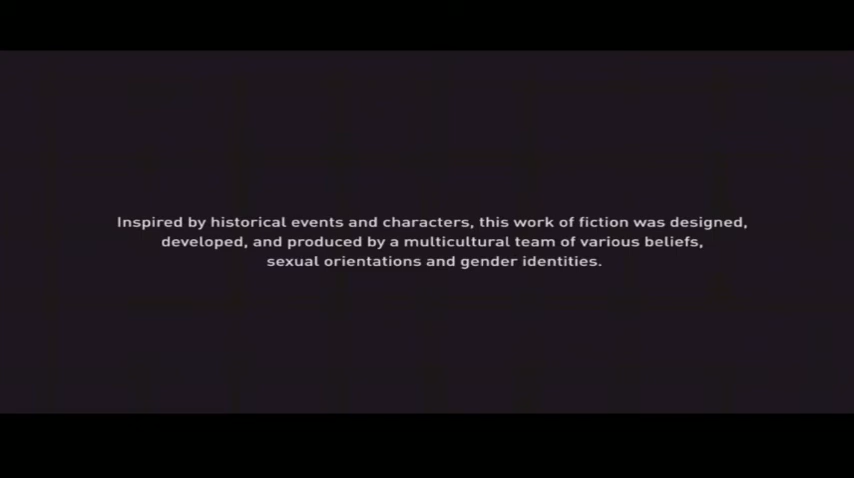 Inspired by historical events and characters, this work of fiction was designed,
developed, and produced by a multicultural team of various beliefs,
sexual orientations and gender identities.